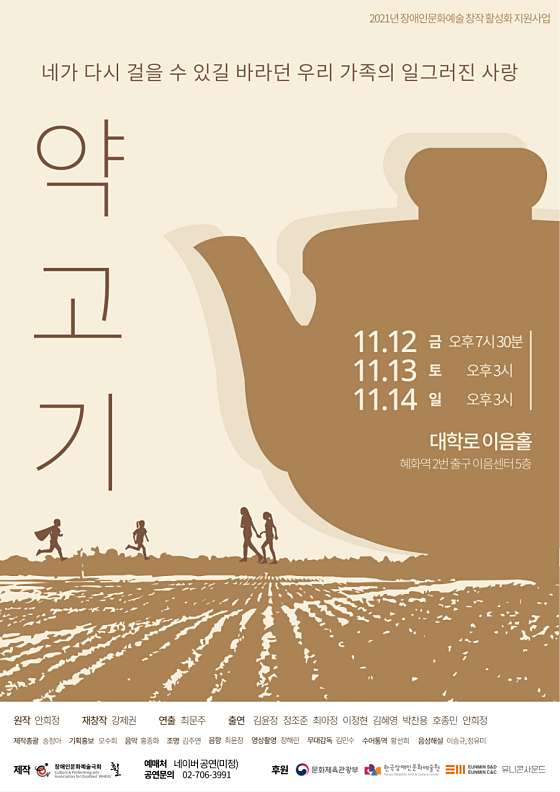 2021년 장애인문화예술 창작 활성화 지원사업
네가 다시 걸을 수 있길 바라던 우리 가족의 일그러진 사랑
약
고
기
11.12 금 오후 7시 30분
11.13 토 오후 3시
11.14 일 오후 3시
대학로 이음홀
혜화역 2번 출구 이음센터 5층
원작 안희정 재창작 강제권 연출 최문주 출연 김윤정 정조준 최아정 이정현 김혜영 박찬용 호종민 안희정
제작총괄 송정아 기획홍보 모수희 음악 홍종화 조명 김주연 음향 최윤정 영상촬영 장해린 무대감독 김민수 수어통역 황선희 음성해설 이승규, 정유미
제작 장애인문화예술극회 휠 예매처 네이버 공연(미정)
Culture & Performing arts
공연문의 02-706-3991
후원 문화체육관광부 한국장애인문화예술원 EUNMIN S&D
EUNMIN C&C 유니콘사운드